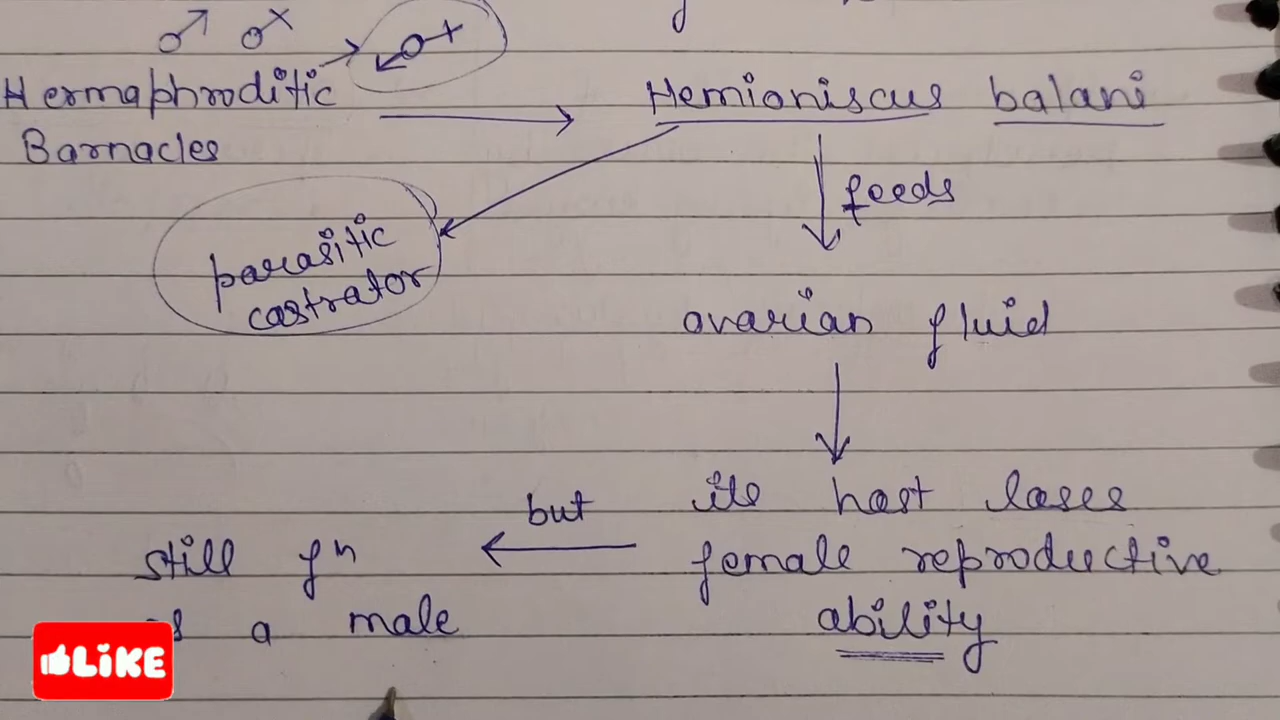 Hermaphroditic
Barnacles
Hemioniscus balani
feeds
parasitic
castrator
ovarian fluid
its host loses
female reproductive
ability
but
still fn
a male
LIKE